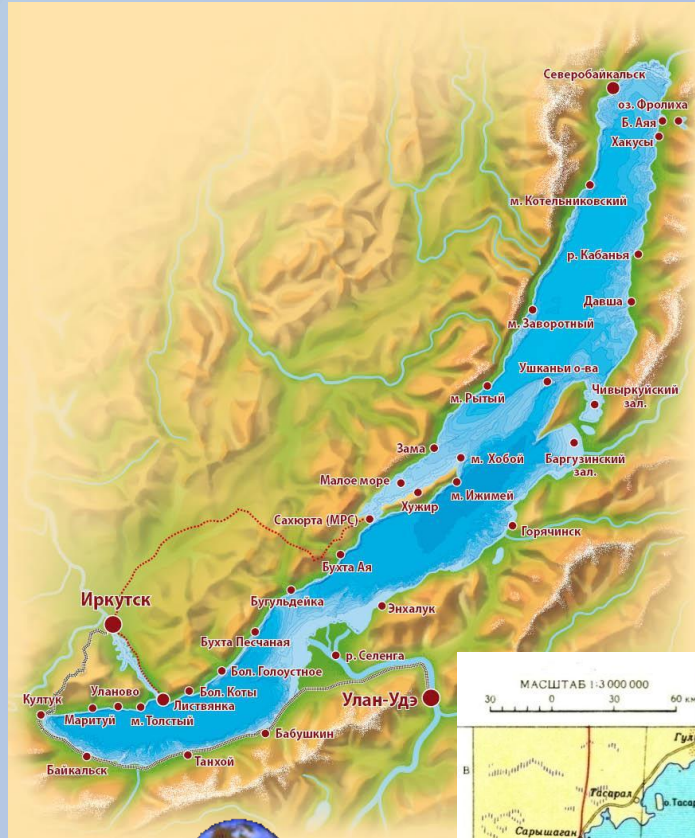 Северобайкальск
оз. Фролиха
Б. Аяя
Хакусы
м. Котельниковский
р. Кабанья
Давша
м. Заворотный
Ушканьи о-ва
м. Рытый
Чивыркуйский
зал.
Зама
м. Хобой
Баргузинский
зал.
Малое море
м. Ижимей
Хужир
Сахюрта (МРС)
Горячинск
Бухта Ая
Бугульдейка
Иркутск
Энхалук
Бухта Песчаная
р. Селенга
Бол. Голоустное
Улан-Удэ
Бол. Коты
Листвянка
Култук
Уланово
Маритуй
м. Толстый
Бабушкин
Танхой
Байкальск
МАСШТАБ 1:3 000 000
30 0 30 60 км
В
Тасарал
Сарышаган